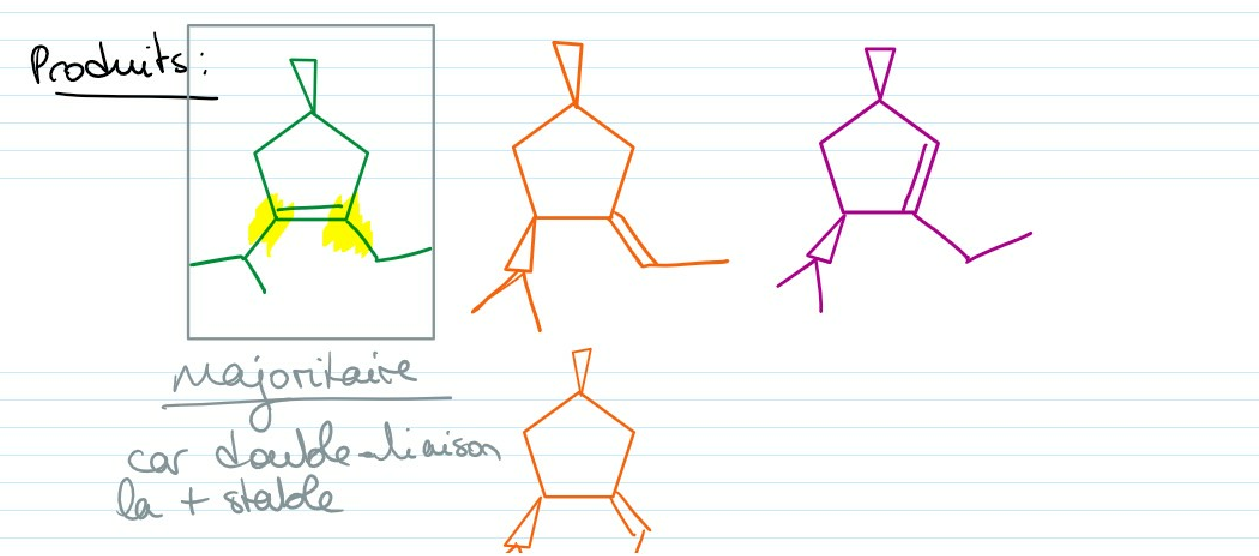 Produits :
Majoritaire
car double-liaison
la + stable